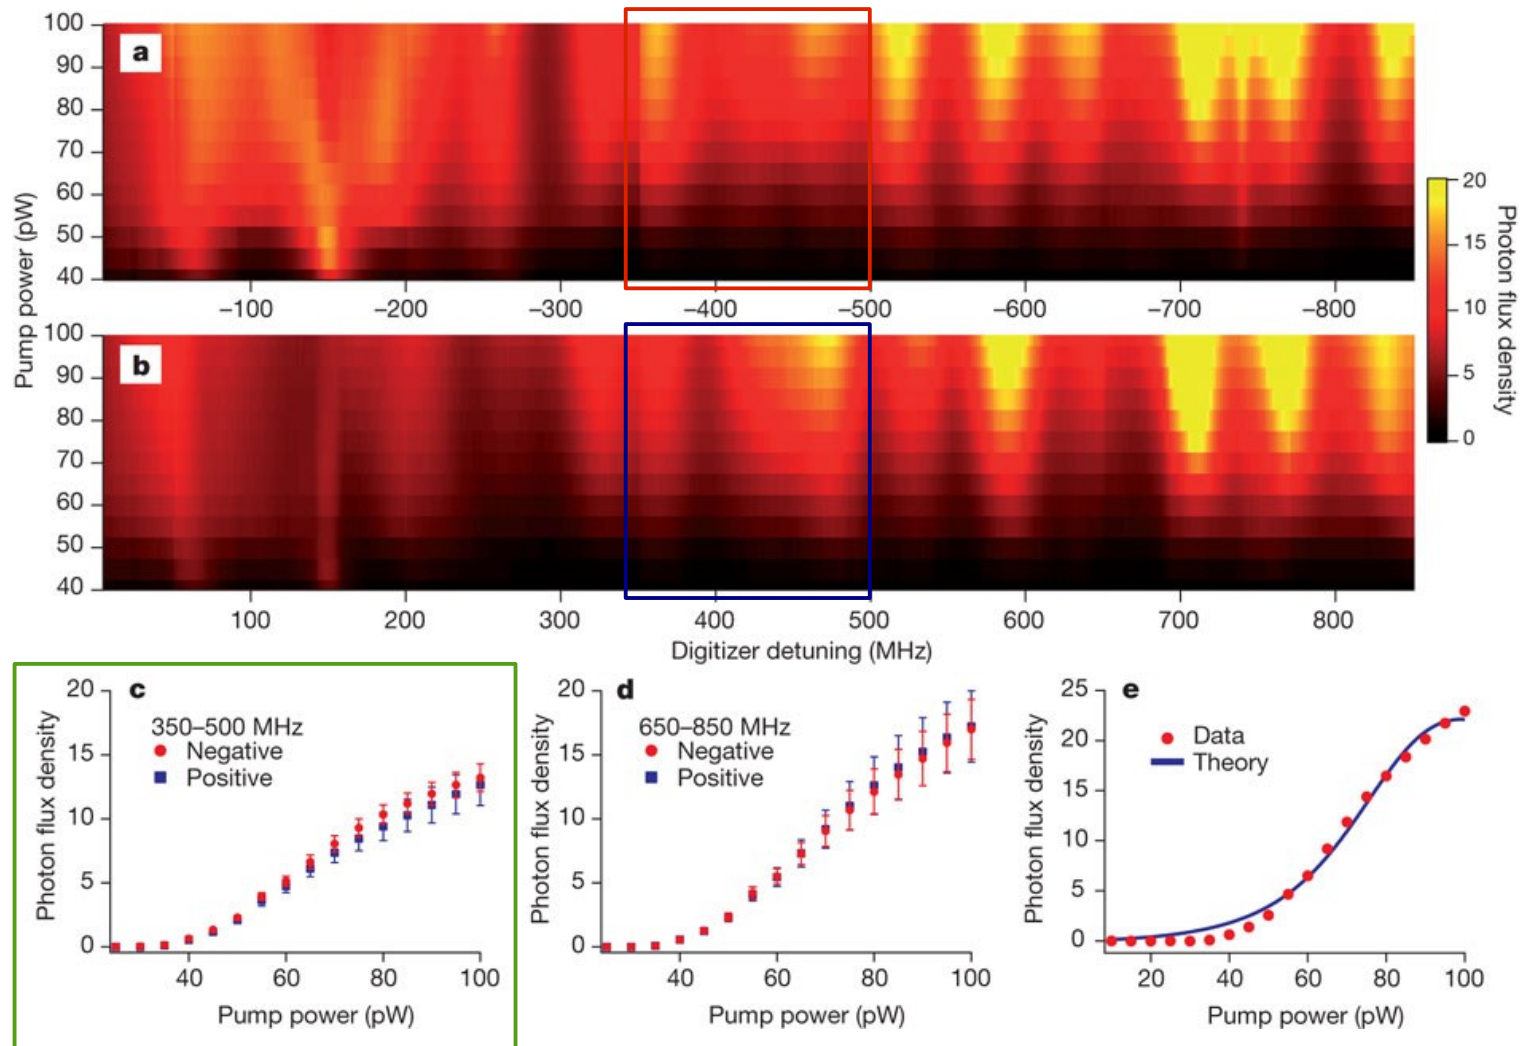 a
100
90
80
70
60
50
40
−100 −200 −300 −400 −500 −600 −700 −800
b
100
90
80
70
60
50
40
100 200 300 400 500 600 700 800
Pump power (pW)
Digitizer detuning (MHz)
20
15
10
5
0
Photon flux density
c
350–500 MHz
Negative
Positive
20
15
10
5
0
Photon flux density
40 60 80 100
Pump power (pW)
d
650–850 MHz
Negative
Positive
20
15
10
5
0
Photon flux density
40 60 80 100
Pump power (pW)
e
Data
Theory
25
20
15
10
5
0
Photon flux density
20 40 60 80 100
Pump power (pW)